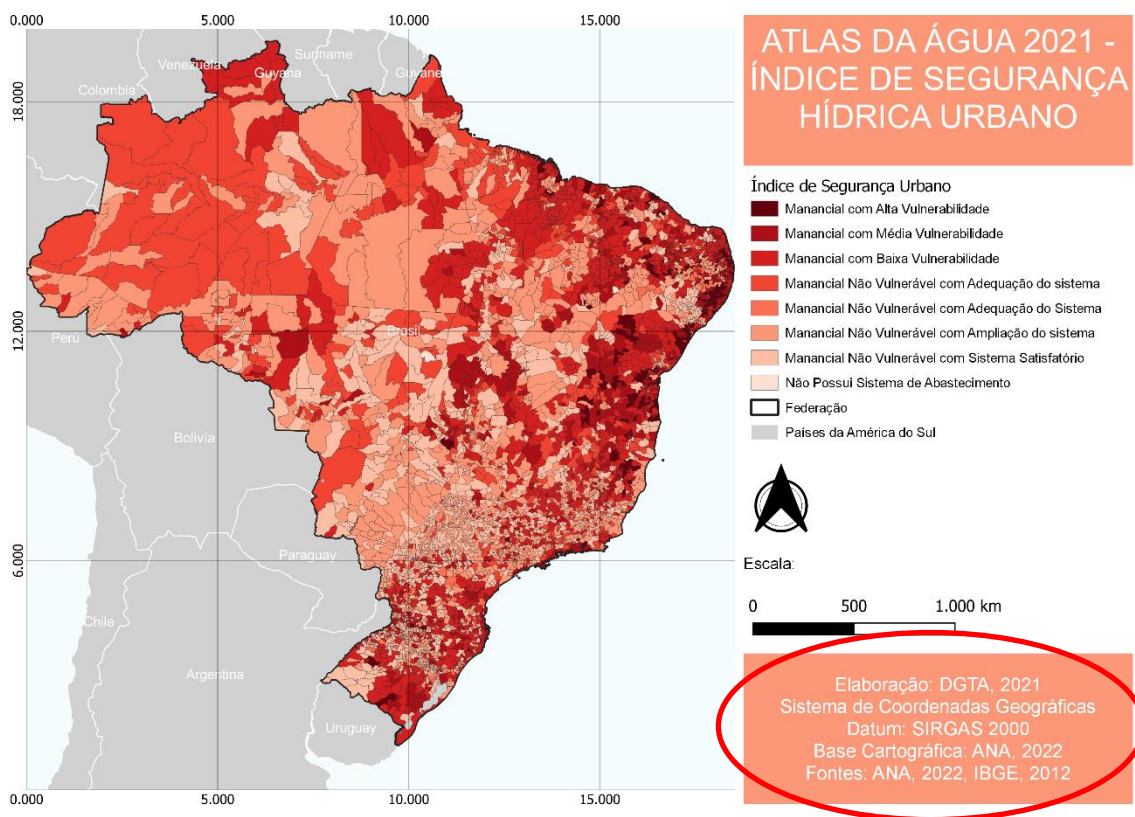 0.000 5.000 10.000 15.000
18.000
12.000
6.000
Venezuela
Suriname
Guyana
Guyane
Colombia
Perú
Brasil
Bolivia
Paraguay
Chile
Argentina
Uruguay
0.000 5.000 10.000 15.000
ATLAS DA ÁGUA 2021 -
ÍNDICE DE SEGURANÇA
HÍDRICA URBANO
Índice de Segurança Urbano
Manancial com Alta Vulnerabilidade
Manancial com Média Vulnerabilidade
Manancial com Baixa Vulnerabilidade
Manancial Não Vulnerável com Adequação do sistema
Manancial Não Vulnerável com Adequação do Sistema
Manancial Não Vulnerável com Ampliação do sistema
Manancial Não Vulnerável com Sistema Satisfatório
Não Possui Sistema de Abastecimento
Federação
Países da América do Sul
Escala:
0 500 1.000 km
Elaboração: DGTA, 2021
Sistema de Coordenadas Geográficas
Datum: SIRGAS 2000
Base Cartográfica: ANA, 2022
Fontes: ANA, 2022, IBGE, 2012